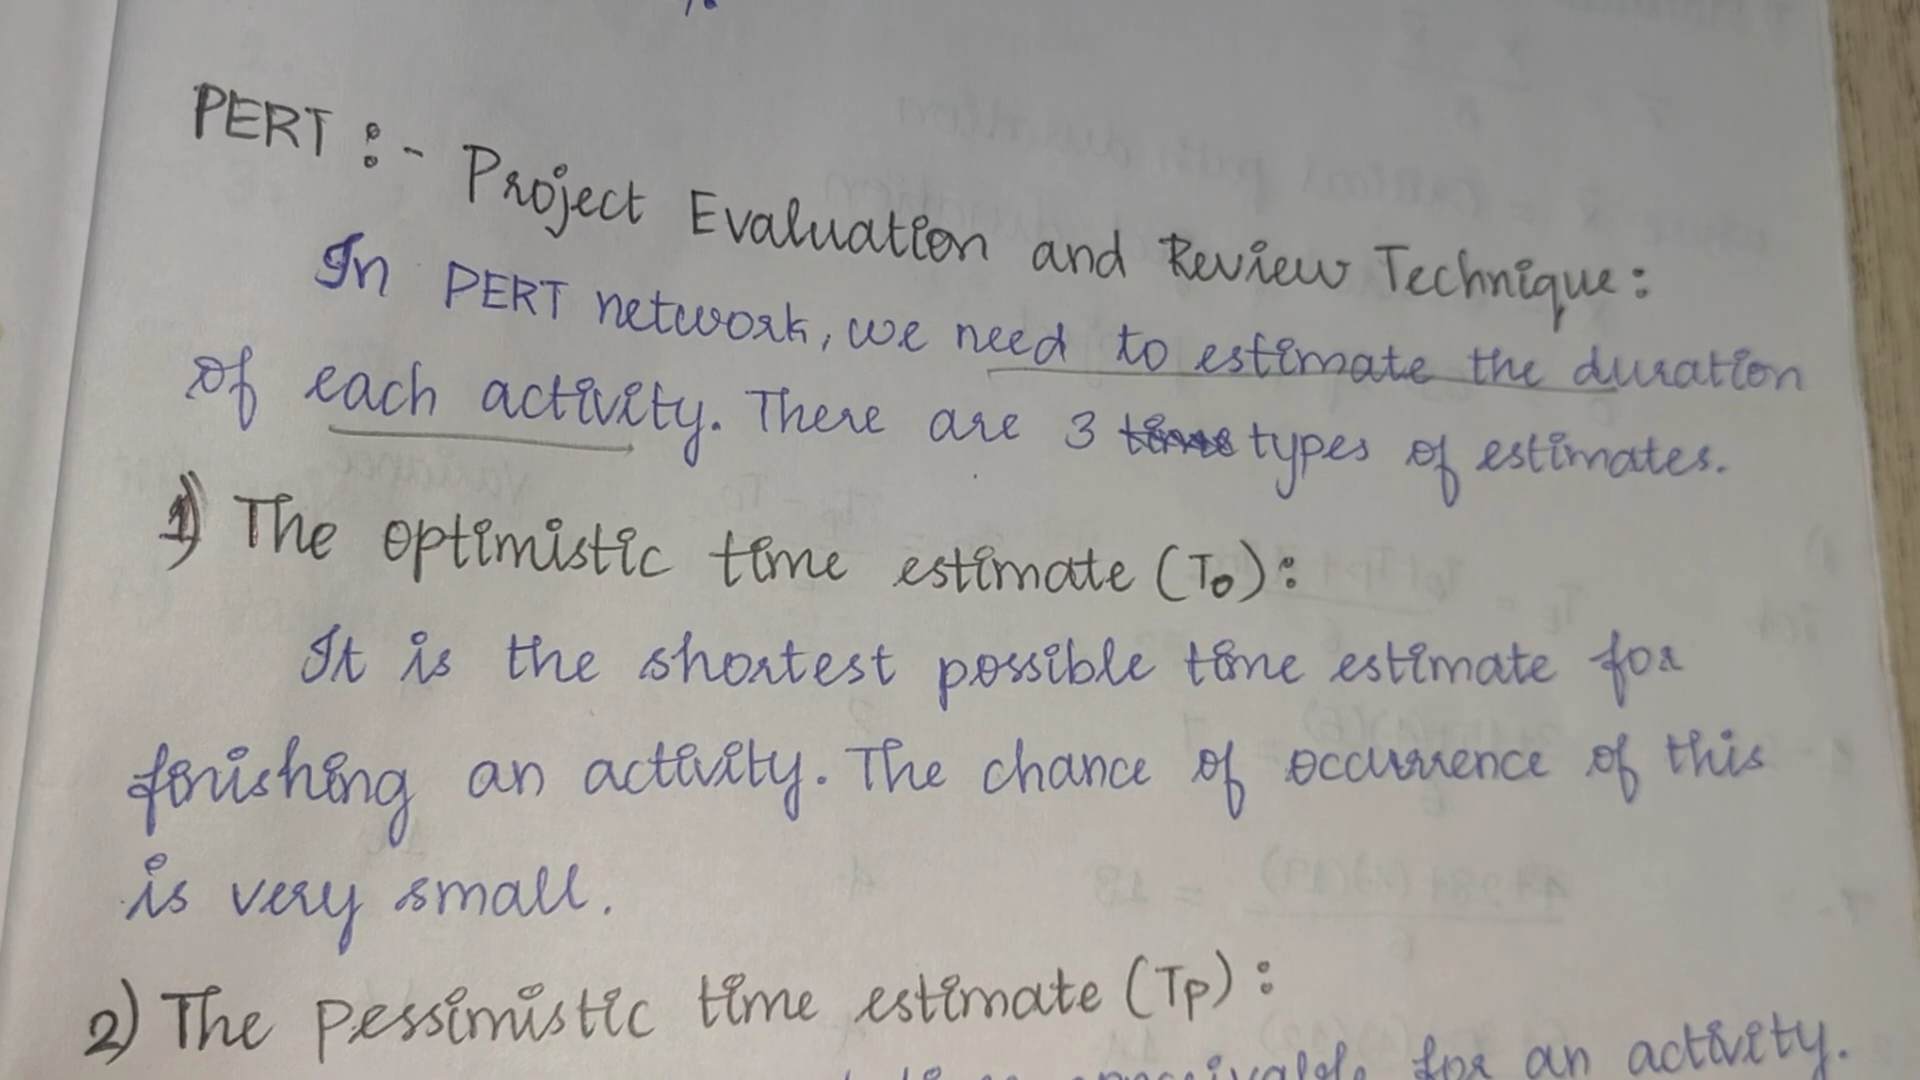 PERT :- Project Evaluation and Review Technique:
In PERT network, we need to estimate the duration
of each activity. There are 3 types of estimates.
1) The optimistic time estimate (To):
It is the shortest possible time estimate for
finishing an activity. The chance of occurrence of this
is very small.
2) The pessimistic time estimate (Tp):
conceivable for an activity.